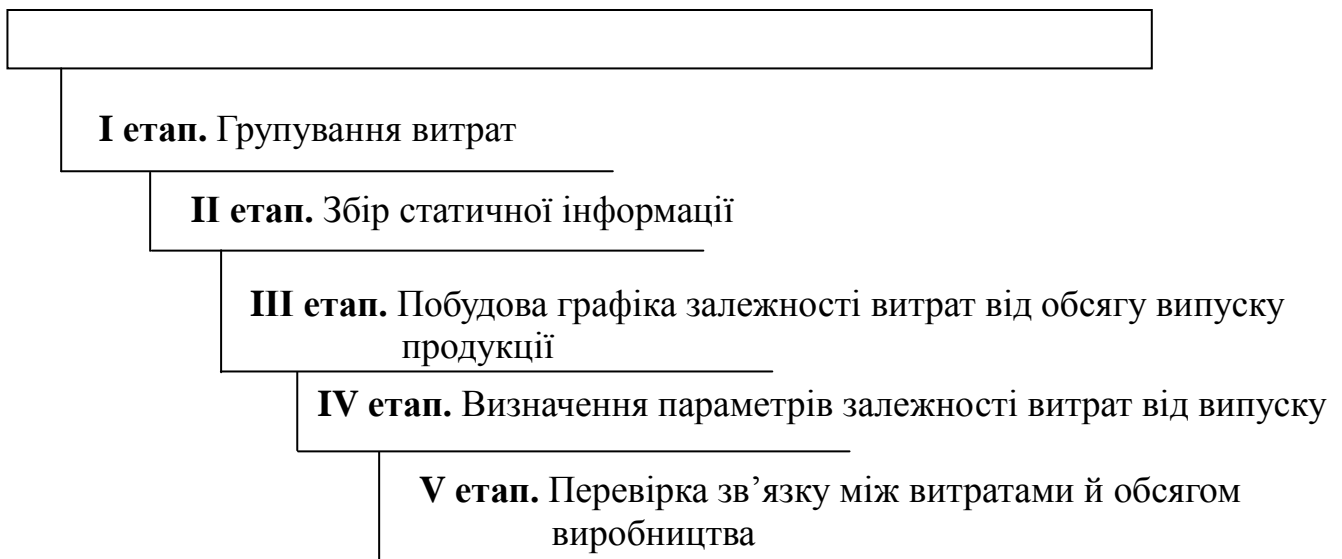 I етап. Групування витрат
II етап. Збір статичної інформації
III етап. Побудова графіка залежності витрат від обсягу випуску
продукції
IV етап. Визначення параметрів залежності витрат від випуску
V етап. Перевірка зв’язку між витратами й обсягом
виробництва